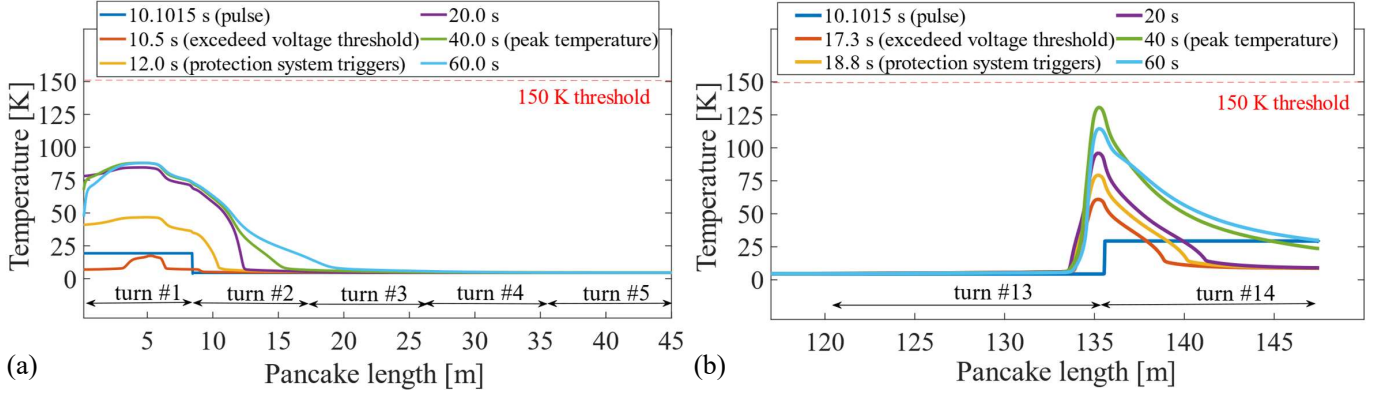 10.1015 s (pulse) 20.0 s
10.5 s (excedeed voltage threshold) 40.0 s (peak temperature)
12.0 s (protection system triggers) 60.0 s
150 K threshold
Temperature [K]
150
125
100
75
50
25
0
turn #1 turn #2 turn #3 turn #4 turn #5
5 10 15 20 25 30 35 40 45
Pancake length [m]
(a)
10.1015 s (pulse) 20 s
17.3 s (excedeed voltage threshold) 40 s (peak temperature)
18.8 s (protection system triggers) 60 s
150 K threshold
Temperature [K]
150
125
100
75
50
25
0
turn #13 turn #14
120 125 130 135 140 145
Pancake length [m]
(b)